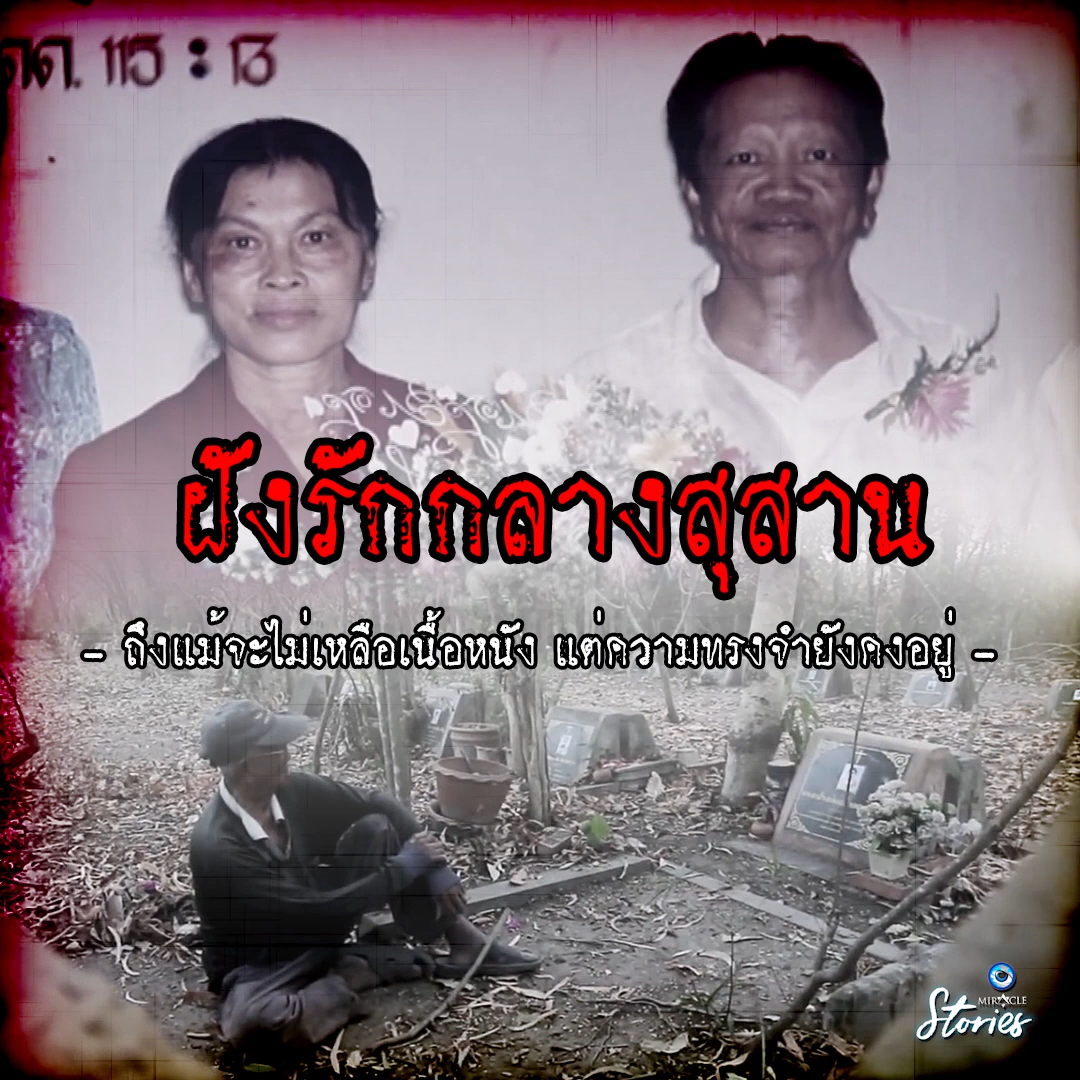 ดด. 115 : 13
ฝังรักกลางสุสาน
- ถึงแม้จะไม่เหลือเนื้อหนัง แต่ความทรงจำยังคงอยู่ -
MIRACLE
Stories